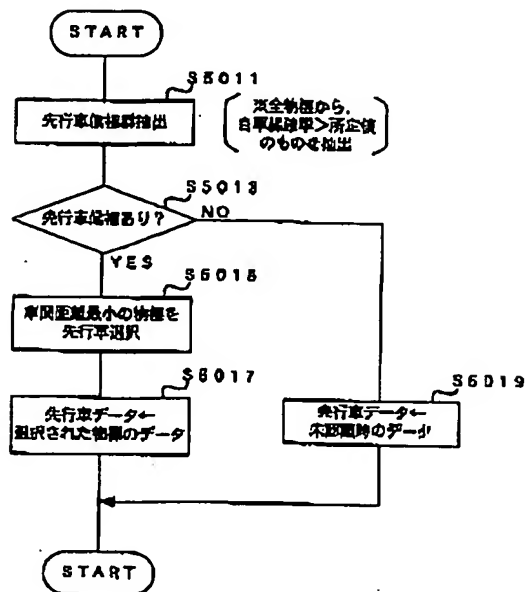 START
S5011
先行車候補群抽出
※全物標から、
自車線確率>所定値
のものを抽出
S5013
先行車候補あり?
NO
YES
S5015
車間距離最小の物標を
先行車選択
S5017
先行車データ←
選択された物標のデータ
S5019
先行車データ←
未認識時のデータ
START